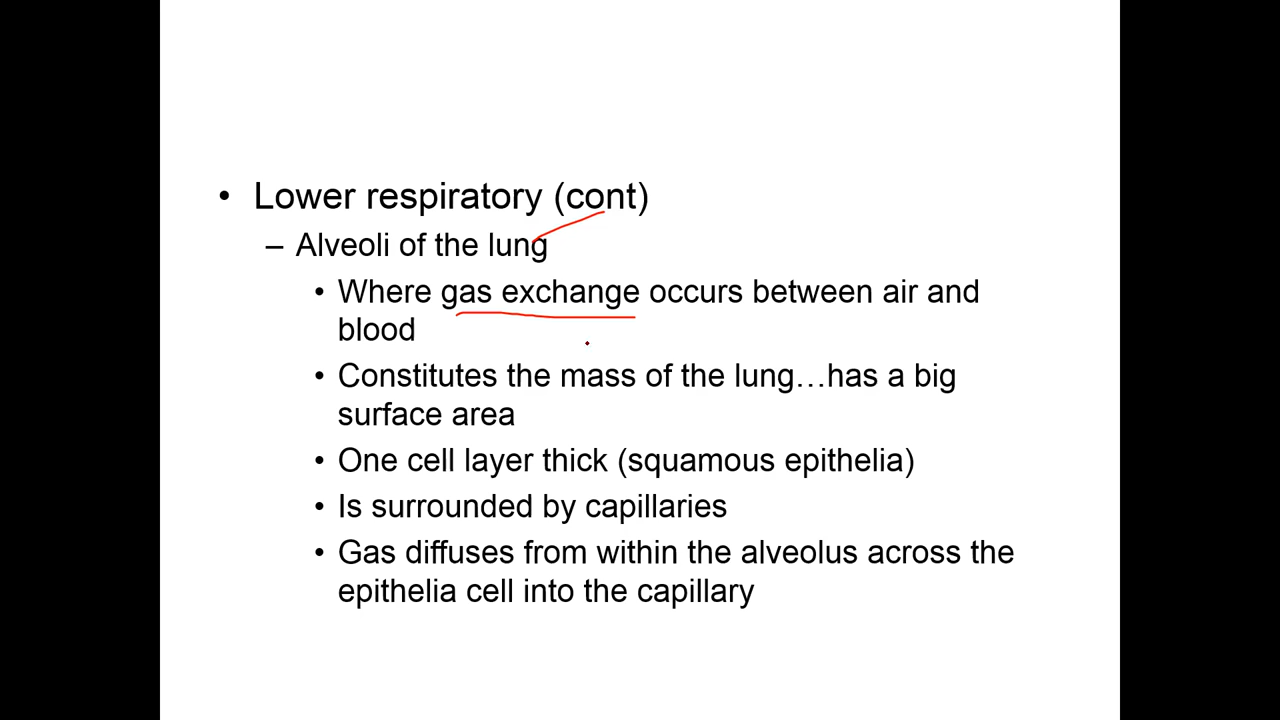 • Lower respiratory (cont)
– Alveoli of the lung
• Where gas exchange occurs between air and
blood
• Constitutes the mass of the lung…has a big
surface area
• One cell layer thick (squamous epithelia)
• Is surrounded by capillaries
• Gas diffuses from within the alveolus across the
epithelia cell into the capillary